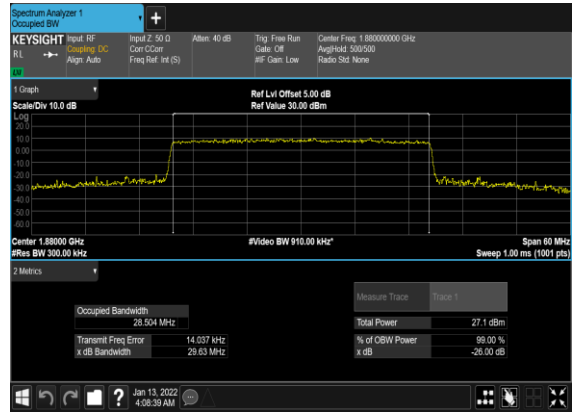 Spectrum Analyzer 1
Occupied BW
+
KEYSIGHT
RL
Input: RF
Coupling: DC
Align: Auto
Input Z: 50 Ω
Corr CCorr
Freq Ref: Int (S)
Atten: 40 dB
Trig: Free Run
Gate: Off
#IF Gain: Low
Center Freq: 1.880000000 GHz
Avg|Hold: 500/500
Radio Std: None
1 Graph
Scale/Div 10.0 dB
Ref Lvl Offset 5.00 dB
Ref Value 30.00 dBm
Log
20.0
10.0
0.00
-10.0
-20.0
-30.0
-40.0
-50.0
-60.0
Center 1.88000 GHz
#Res BW 300.00 kHz
#Video BW 910.00 kHz*
Span 60 MHz
Sweep 1.00 ms (1001 pts)
2 Metrics
Measure Trace Trace 1
Occupied Bandwidth
28.504 MHz
Total Power 27.1 dBm
Transmit Freq Error 14.037 kHz
% of OBW Power 99.00 %
x dB Bandwidth 29.63 MHz
x dB -26.00 dB
?
Jan 13, 2022
4:08:39 AM